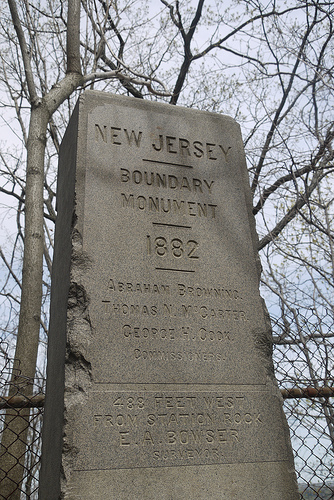 NEW JERSEY
BOUNDARY
MONUMENT
1882
ABRAHAM BROWNING.
THOMAS N. MCCARTER.
GEORGE H. COOK.
COMMISSIONERS.
488 FEET WEST
FROM STATION ROCK
E.A. BOWSER
SURVEYOR.